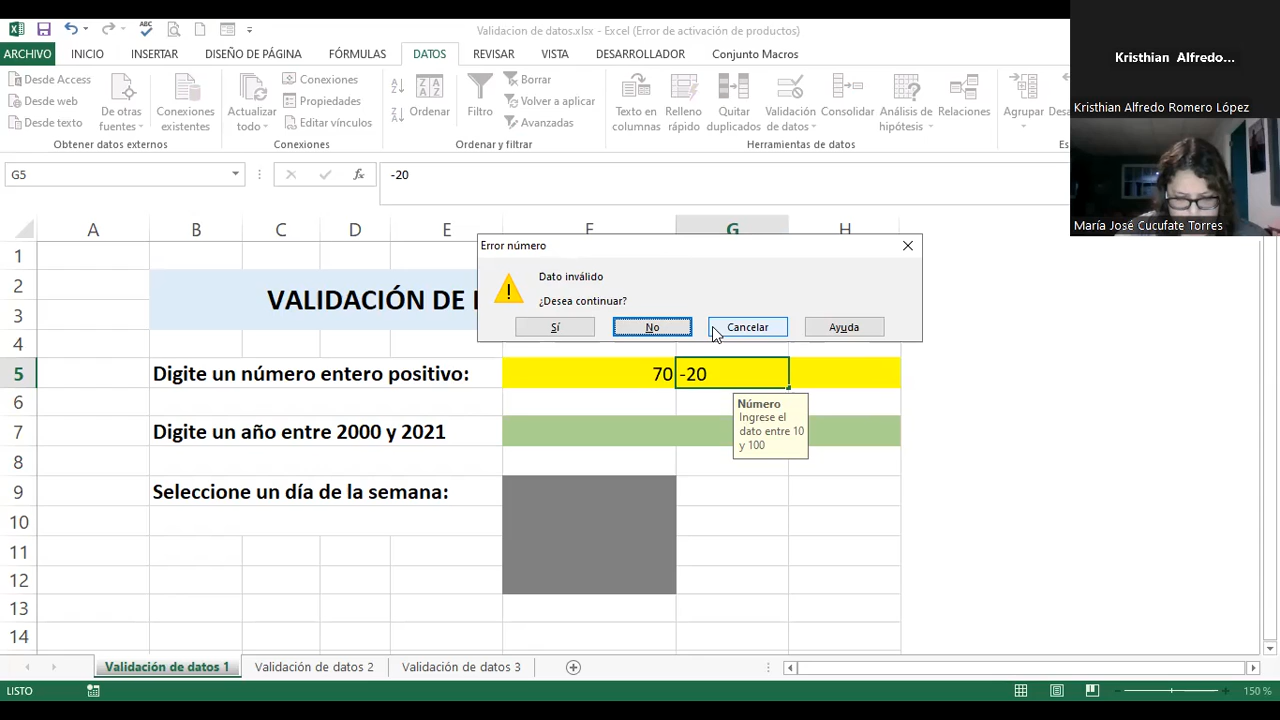 Validacion de datos.xlsx - Excel (Error de activación de productos)
ARCHIVO INICIO INSERTAR DISEÑO DE PÁGINA FÓRMULAS DATOS REVISAR VISTA DESARROLLADOR Conjunto Macros
Desde Access
Desde web
Desde texto
De otras
fuentes
Conexiones
existentes
Obtener datos externos
Actualizar
todo
Conexiones
Propiedades
Editar vínculos
Conexiones
Ordenar
Filtro
Borrar
Volver a aplicar
Avanzadas
Ordenar y filtrar
Texto en
columnas
Relleno
rápido
Quitar
duplicados
Validación
de datos
Consolidar
Análisis de
hipótesis
Relaciones
Herramientas de datos
Agrupar
Kristhian Alfredo...
Kristhian Alfredo Romero López
María José Cucufate Torres
G5 fx -20
A B C D E F G H
1
2
3
VALIDACIÓN DE
4
5 Digite un número entero positivo: 70 -20
6
7 Digite un año entre 2000 y 2021
8
9 Seleccione un día de la semana:
10
11
12
13
14
Error número
Dato inválido
¿Desea continuar?
Sí No Cancelar Ayuda
Número
Ingrese el
dato entre 10
y 100
Validación de datos 1 Validación de datos 2 Validación de datos 3
LISTO 150 %